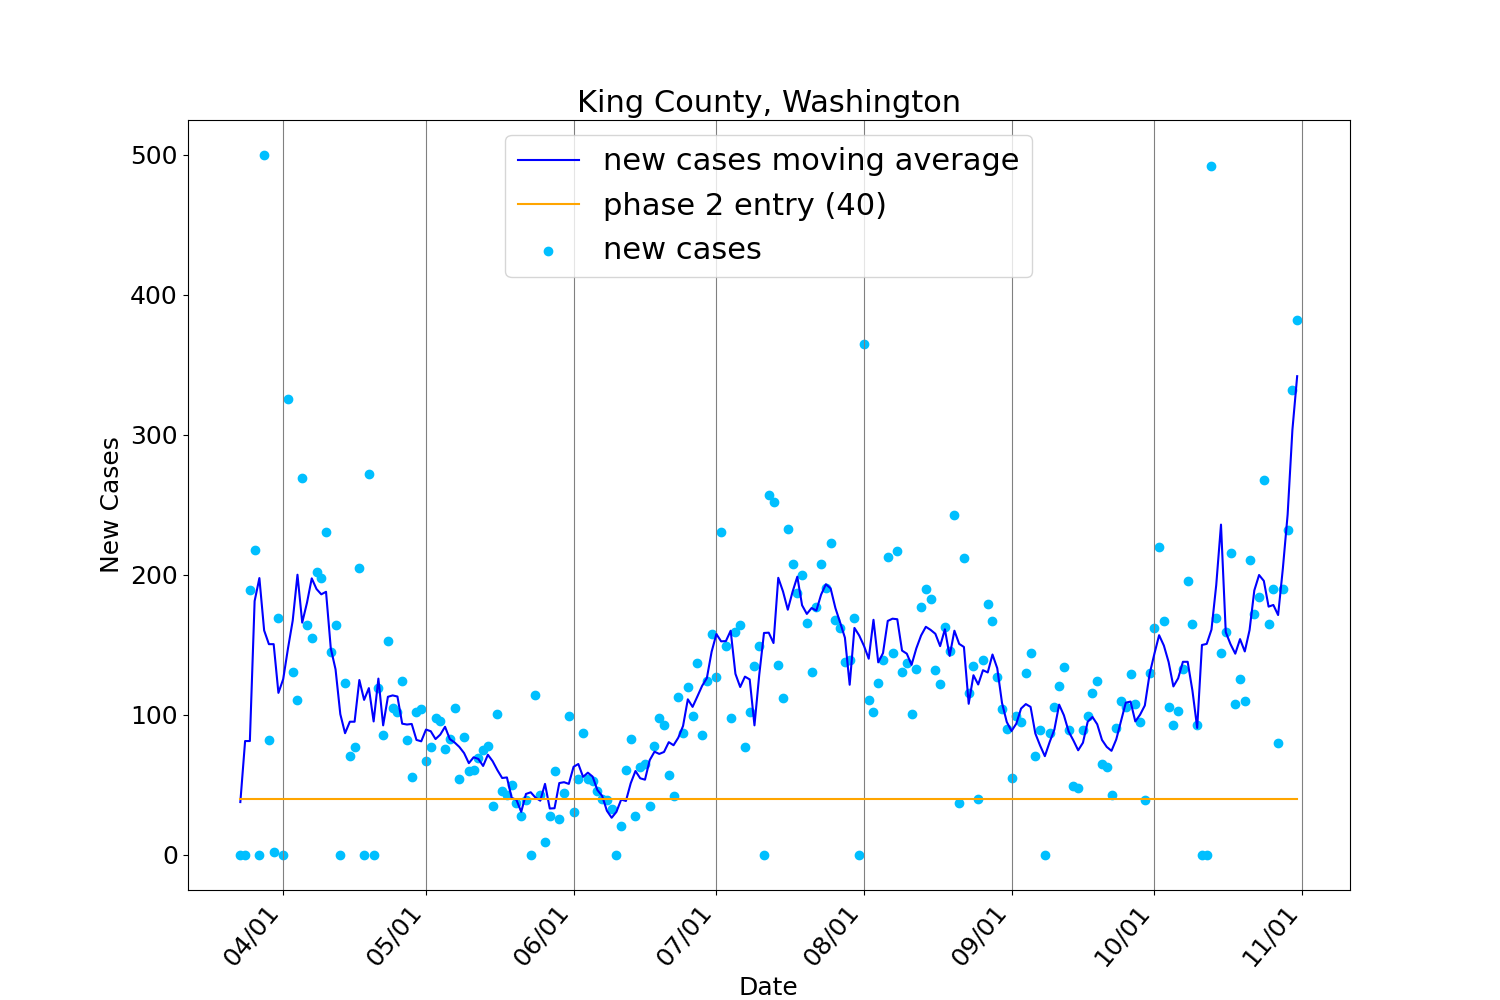 King County, Washington
new cases moving average
phase 2 entry (40)
new cases
500
400
300
200
100
0
New Cases
04/01
05/01
06/01
07/01
08/01
09/01
10/01
11/01
Date